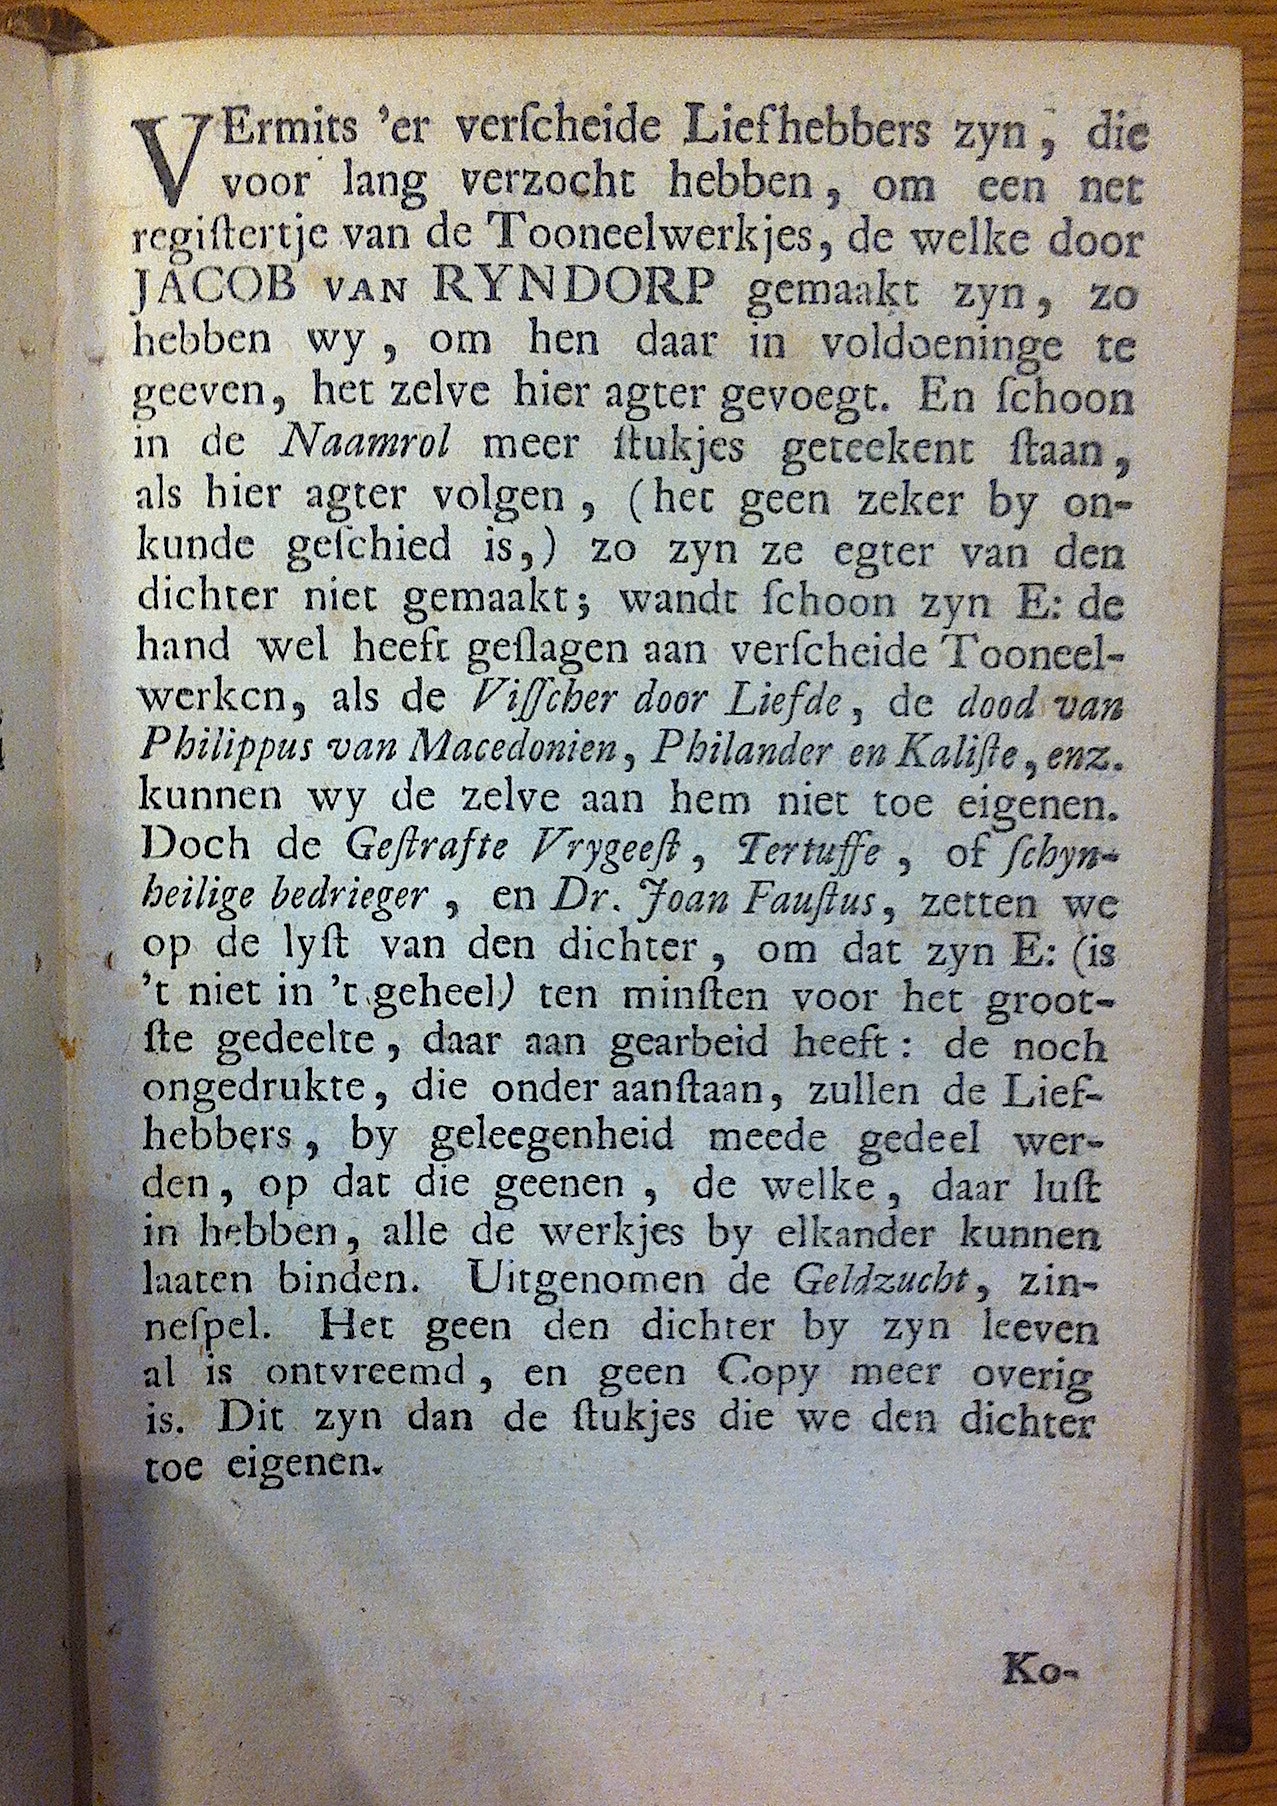 VErmits 'er verſcheide Liefhebbers zyn, die
voor lang verzocht hebben, om een net
regiſtertje van de Tooneelwerkjes, de welke door
JACOB VAN RYNDORP gemaakt zyn, zo
hebben wy, om hen daar in voldoeninge te
geeven, het zelve hier agter gevoegt. En ſchoon
in de Naamrol meer ſtukjes geteekent ſtaan,
als hier agter volgen, (het geen zeker by on-
kunde geſchied is,) zo zyn ze egter van den
dichter niet gemaakt; wandt ſchoon zyn E: de
hand wel heeft geſlagen aan verſcheide Tooneel-
werken, als de Viſſcher door Liefde, de dood van
Philippus van Macedonien, Philander en Kaliſte, enz.
kunnen wy de zelve aan hem niet toe eigenen.
Doch de Geſtrafte Vrygeeſt, Tertuffe, of ſchyn-
heilige bedrieger, en Dr. Joan Fauſtus, zetten we
op de lyſt van den dichter, om dat zyn E: (is
't niet in 't geheel) ten minſten voor het groot-
ſte gedeelte, daar aan gearbeid heeft: de noch
ongedrukte, die onder aanſtaan, zullen de Lief-
hebbers, by geleegenheid meede gedeel wer-
den, op dat die geenen, de welke, daar luſt
in hebben, alle de werkjes by elkander kunnen
laaten binden. Uitgenomen de Geldzucht, zin-
neſpel. Het geen den dichter by zyn leeven
al is ontvreemd, en geen Copy meer overig
is. Dit zyn dan de ſtukjes die we den dichter
toe eigenen.
Ko-